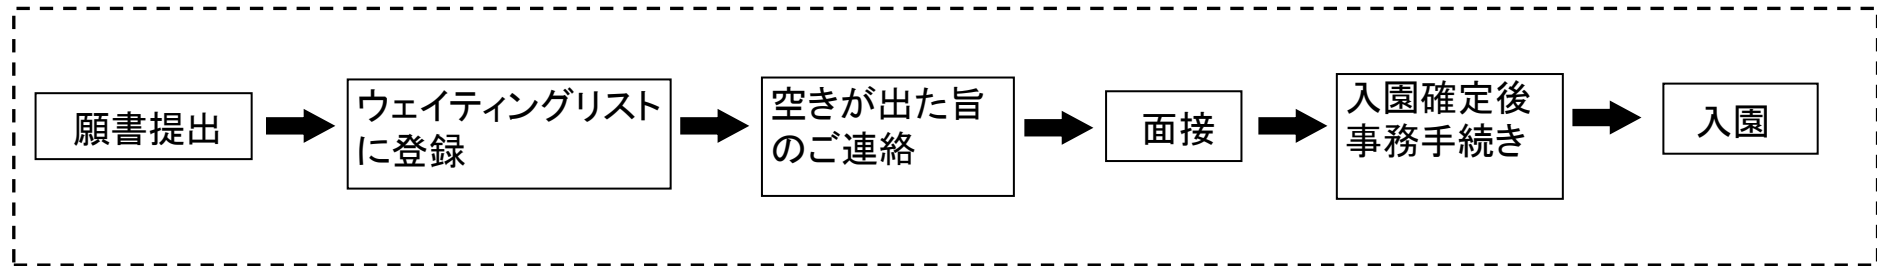 願書提出
ウェイティングリスト
に登録
空きが出た旨
のご連絡
面接
入園確定後
事務手続き
入園